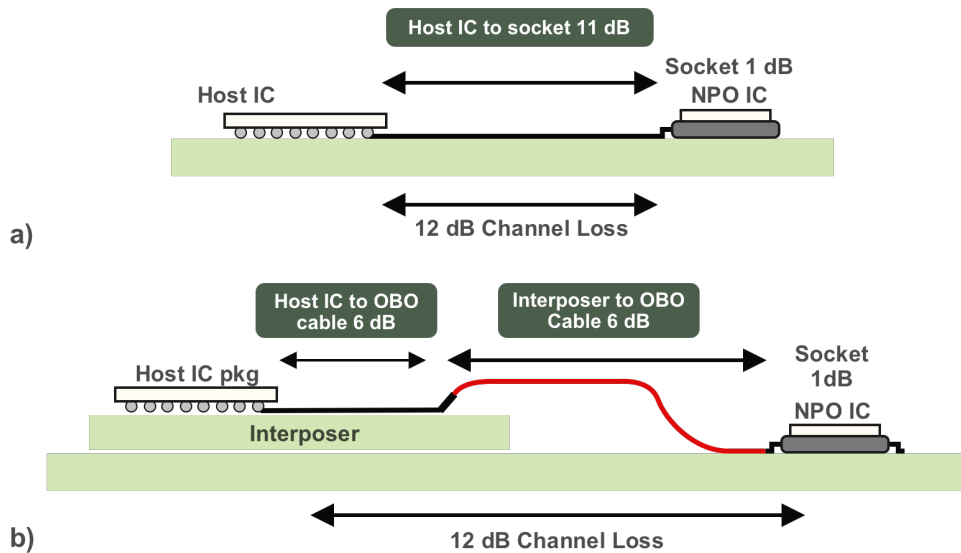 Host IC to socket 11 dB
Socket 1 dB
NPO IC
Host IC
12 dB Channel Loss
a)
Host IC to OBO
cable 6 dB
Interposer to OBO
Cable 6 dB
Socket
1dB
Host IC pkg
NPO IC
Interposer
b)
12 dB Channel Loss